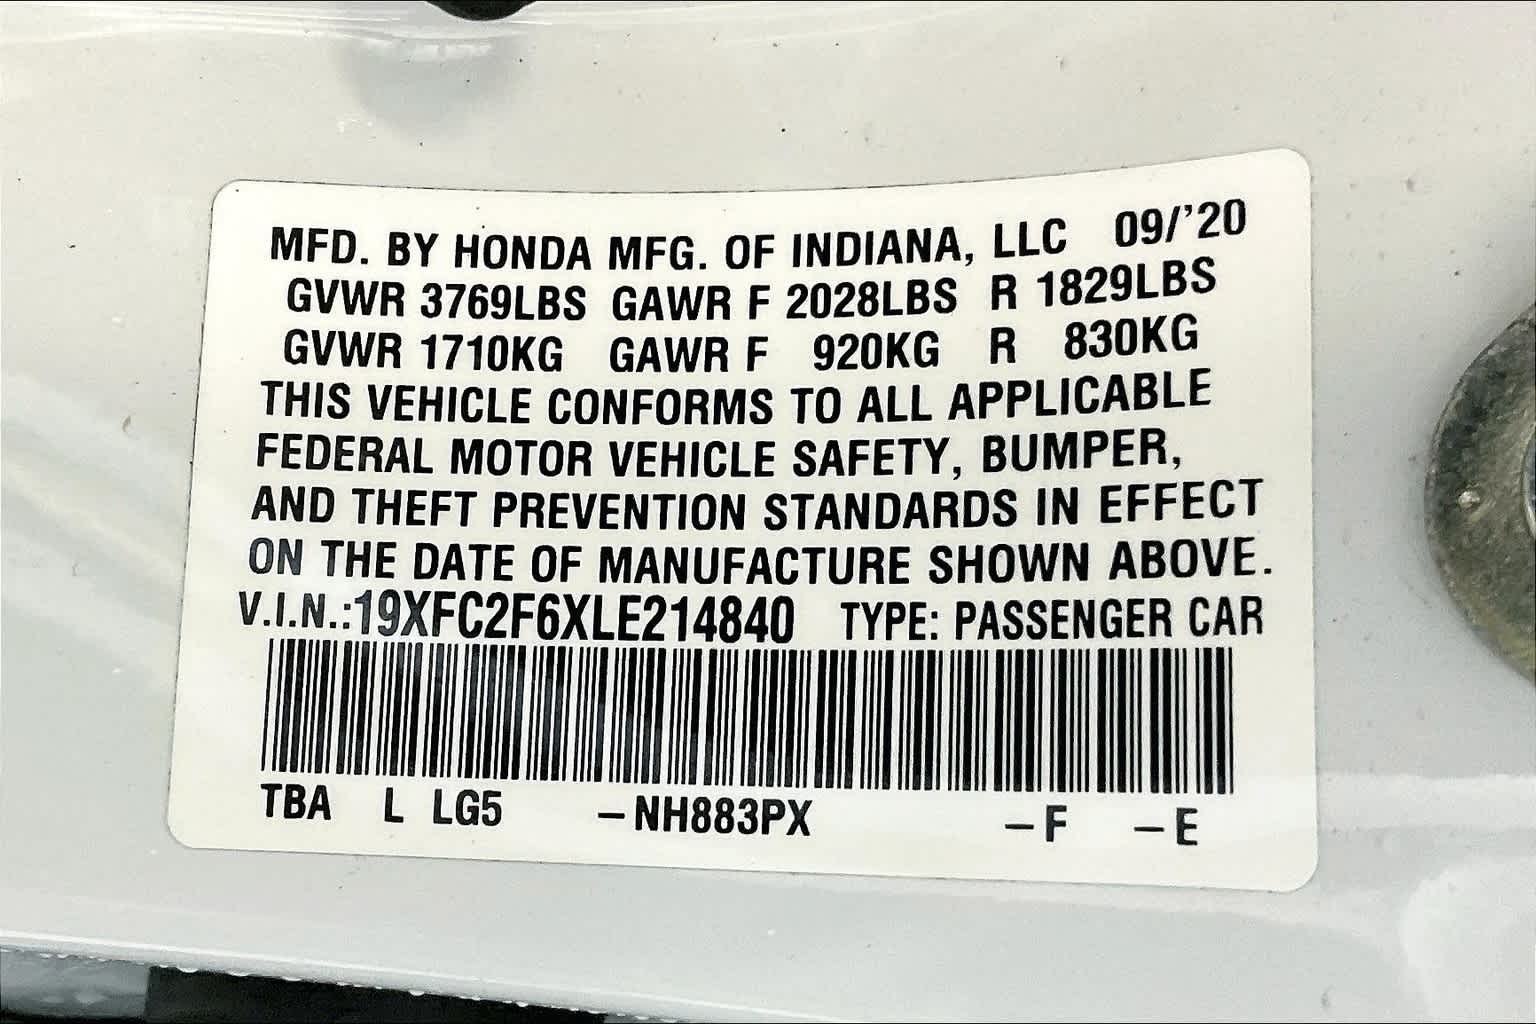 MFD. BY HONDA MFG. OF INDIANA, LLC 09/'20
GVWR 3769LBS GAWR F 2028LBS R 1829LBS
GVWR 1710KG GAWR F 920KG R 830KG
THIS VEHICLE CONFORMS TO ALL APPLICABLE
FEDERAL MOTOR VEHICLE SAFETY, BUMPER,
AND THEFT PREVENTION STANDARDS IN EFFECT
ON THE DATE OF MANUFACTURE SHOWN ABOVE.
V.I.N.:19XFC2F6XLE214840 TYPE: PASSENGER CAR
TBA L LG5 –NH883PX –F –E